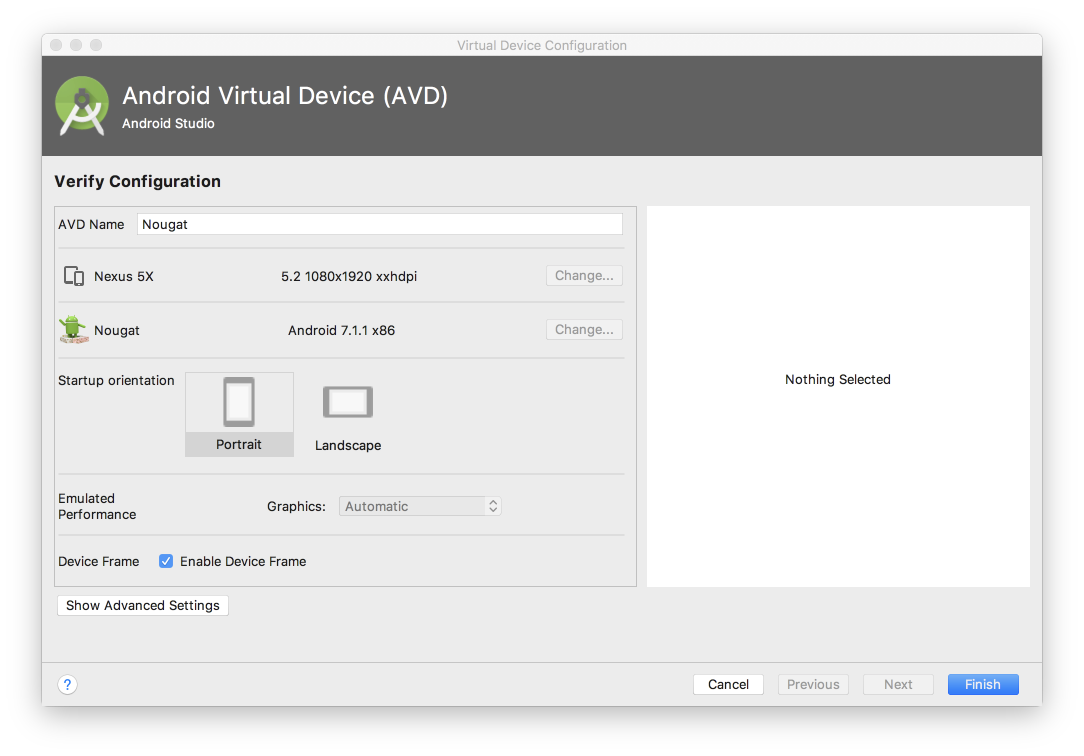 Virtual Device Configuration
Android Virtual Device (AVD)
Android Studio
Verify Configuration
AVD Name Nougat
Nexus 5X 5.2 1080x1920 xxhdpi Change...
Nougat Android 7.1.1 x86 Change...
Nothing Selected
Startup orientation
Portrait Landscape
Emulated
Performance
Graphics: Automatic
Device Frame Enable Device Frame
Show Advanced Settings
? Cancel Previous Next Finish